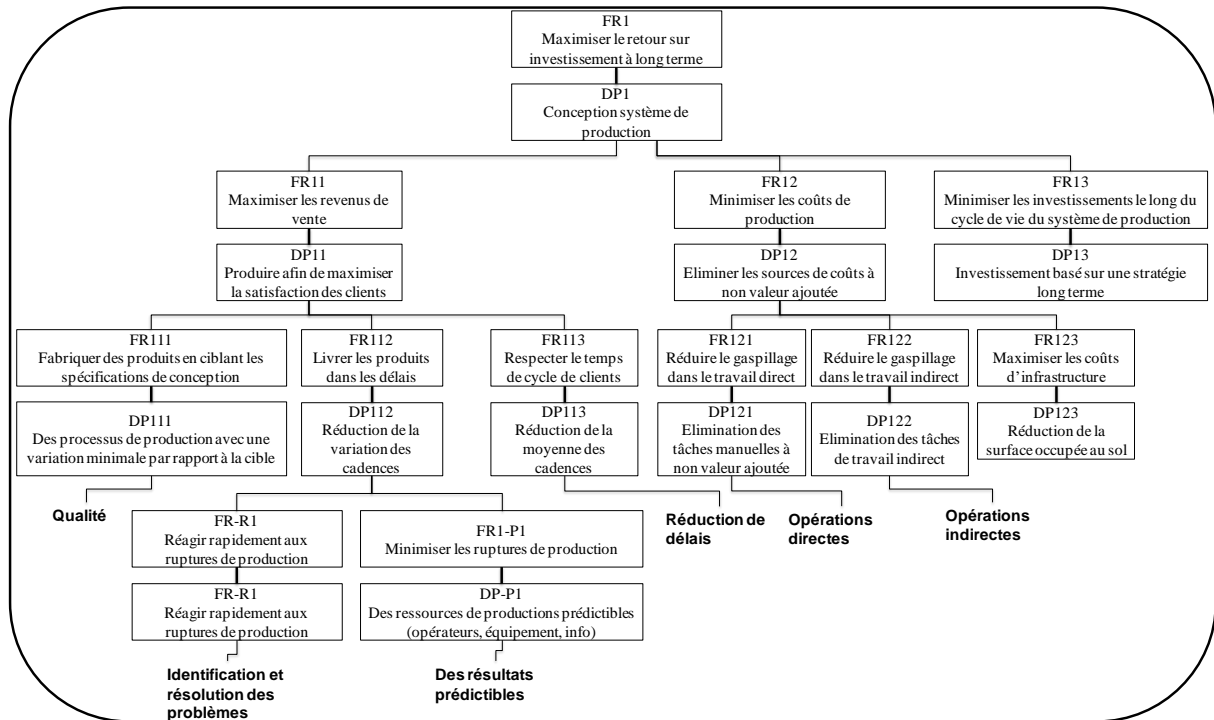 FR1
Maximiser le retour sur
investissement à long terme
DP1
Conception système de
production
FR11
Maximiser les revenus de
vente
FR12
Minimiser les coûts de
production
FR13
Minimiser les investissements le long du
cycle de vie du système de production
DP11
Produire afin de maximiser
la satisfaction des clients
DP12
Eliminer les sources de coûts à
non valeur ajoutée
DP13
Investissement basé sur une stratégie
long terme
FR111
Fabriquer des produits en ciblant les
spécifications de conception
FR112
Livrer les produits
dans les délais
FR113
Respecter le temps
de cycle de clients
FR121
Réduire le gaspillage
dans le travail direct
FR122
Réduire le gaspillage
dans le travail indirect
FR123
Maximiser les coûts
d'infrastructure
DP111
Des processus de production avec une
variation minimale par rapport à la cible
DP112
Réduction de la
variation des
cadences
DP113
Réduction de la
moyenne des
cadences
DP121
Elimination des
tâches manuelles à
non valeur ajoutée
DP122
Elimination des tâches
de travail indirect
DP123
Réduction de la
surface occupée au sol
Qualité
FR-R1
Réagir rapidement aux
ruptures de production
FR1-P1
Minimiser les ruptures de production
Réduction de
délais
Opérations
directes
Opérations
indirectes
FR-R1
Réagir rapidement aux
ruptures de production
DP-P1
Des ressources de productions prédictibles
(opérateurs, équipement, info)
Identification et
résolution des
problèmes
Des résultats
prédictibles